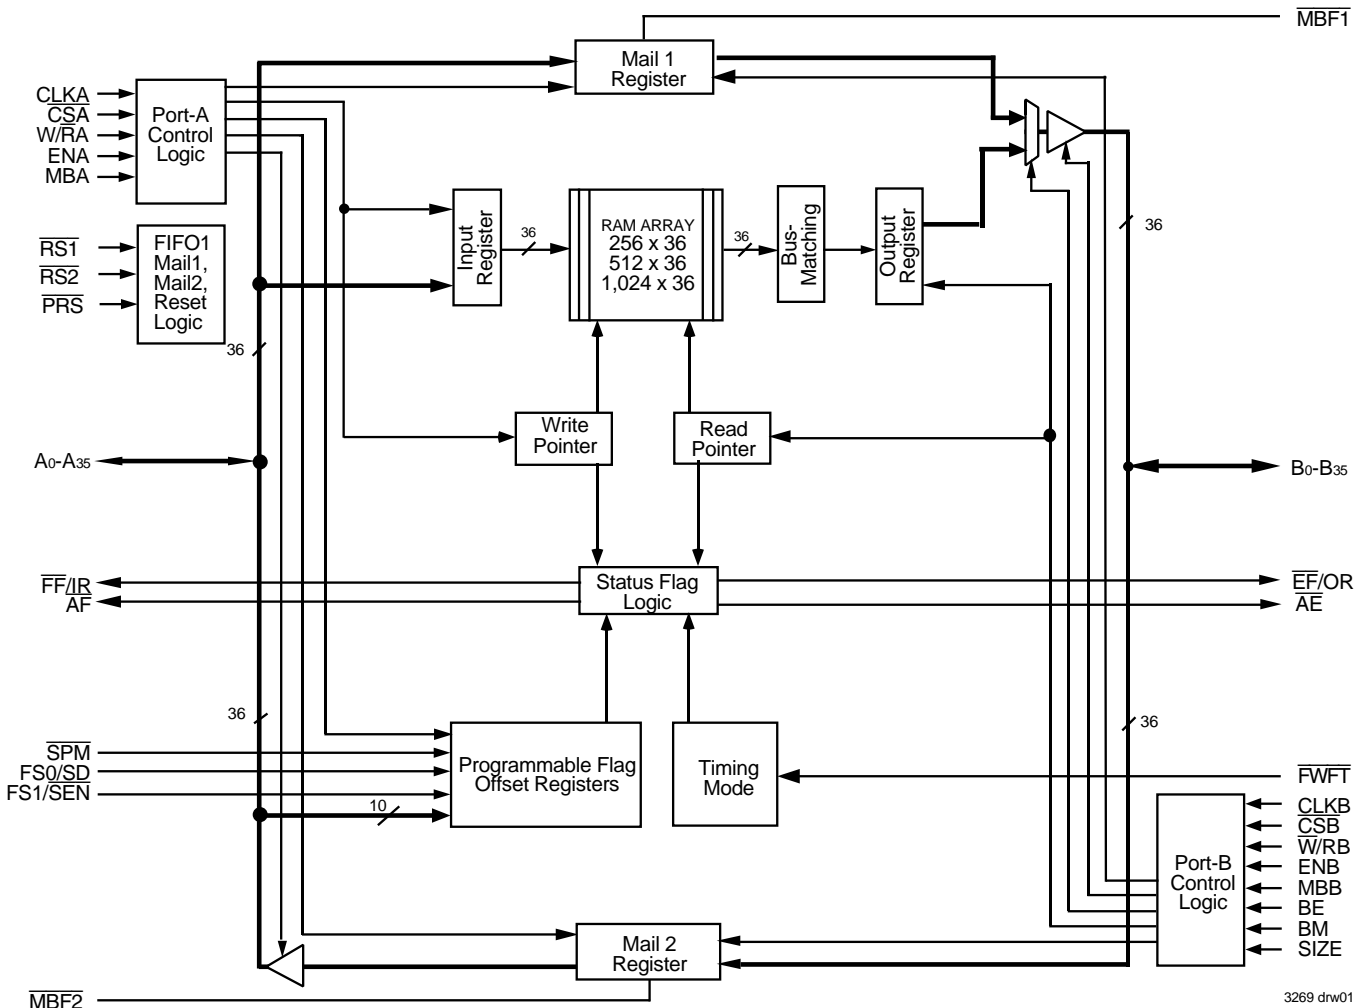 MBF1
Mail 1
Register
CLKA
CSA
W/RA
ENA
MBA
Port-A
Control
Logic
RS1
RS2
PRS
FIFO1
Mail1,
Mail2,
Reset
Logic
36
Input
Register
36
RAM ARRAY
256 x 36
512 x 36
1,024 x 36
36
Bus-
Matching
Output
Register
36
Write
Pointer
Read
Pointer
A0-A35
B0-B35
FF/IR
AF
Status Flag
Logic
EF/OR
AE
36
36
SPM
FS0/SD
FS1/SEN
10
Programmable Flag
Offset Registers
Timing
Mode
FWFT
Port-B
Control
Logic
CLKB
CSB
W/RB
ENB
MBB
BE
BM
SIZE
Mail 2
Register
MBF2
3269 drw01